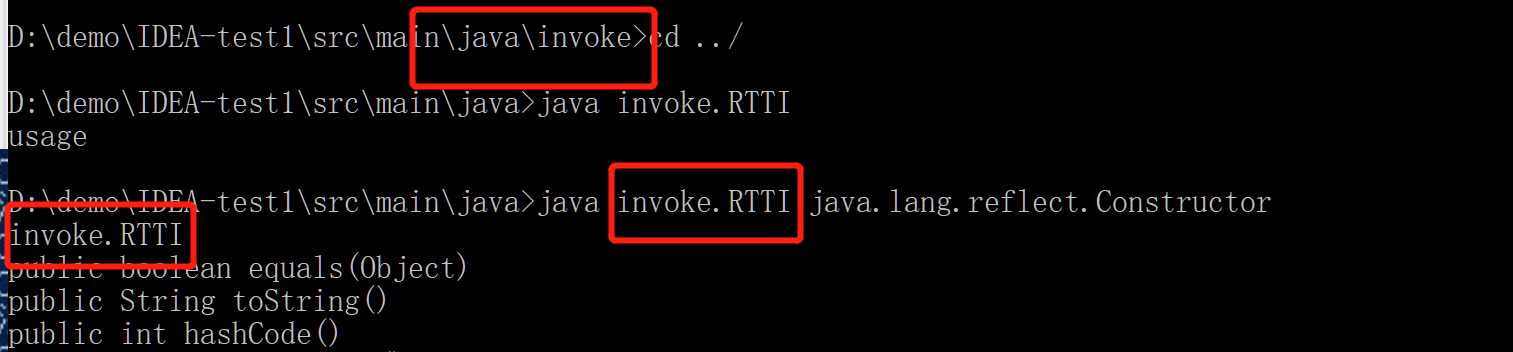 D:\demo\IDEA-test1\src\main\java\invoke>cd ../
D:\demo\IDEA-test1\src\main\java>java invoke.RTTI
usage
D:\demo\IDEA-test1\src\main\java>java invoke.RTTI java.lang.reflect.Constructor
invoke.RTTI
public boolean equals(Object)
public String toString()
public int hashCode()